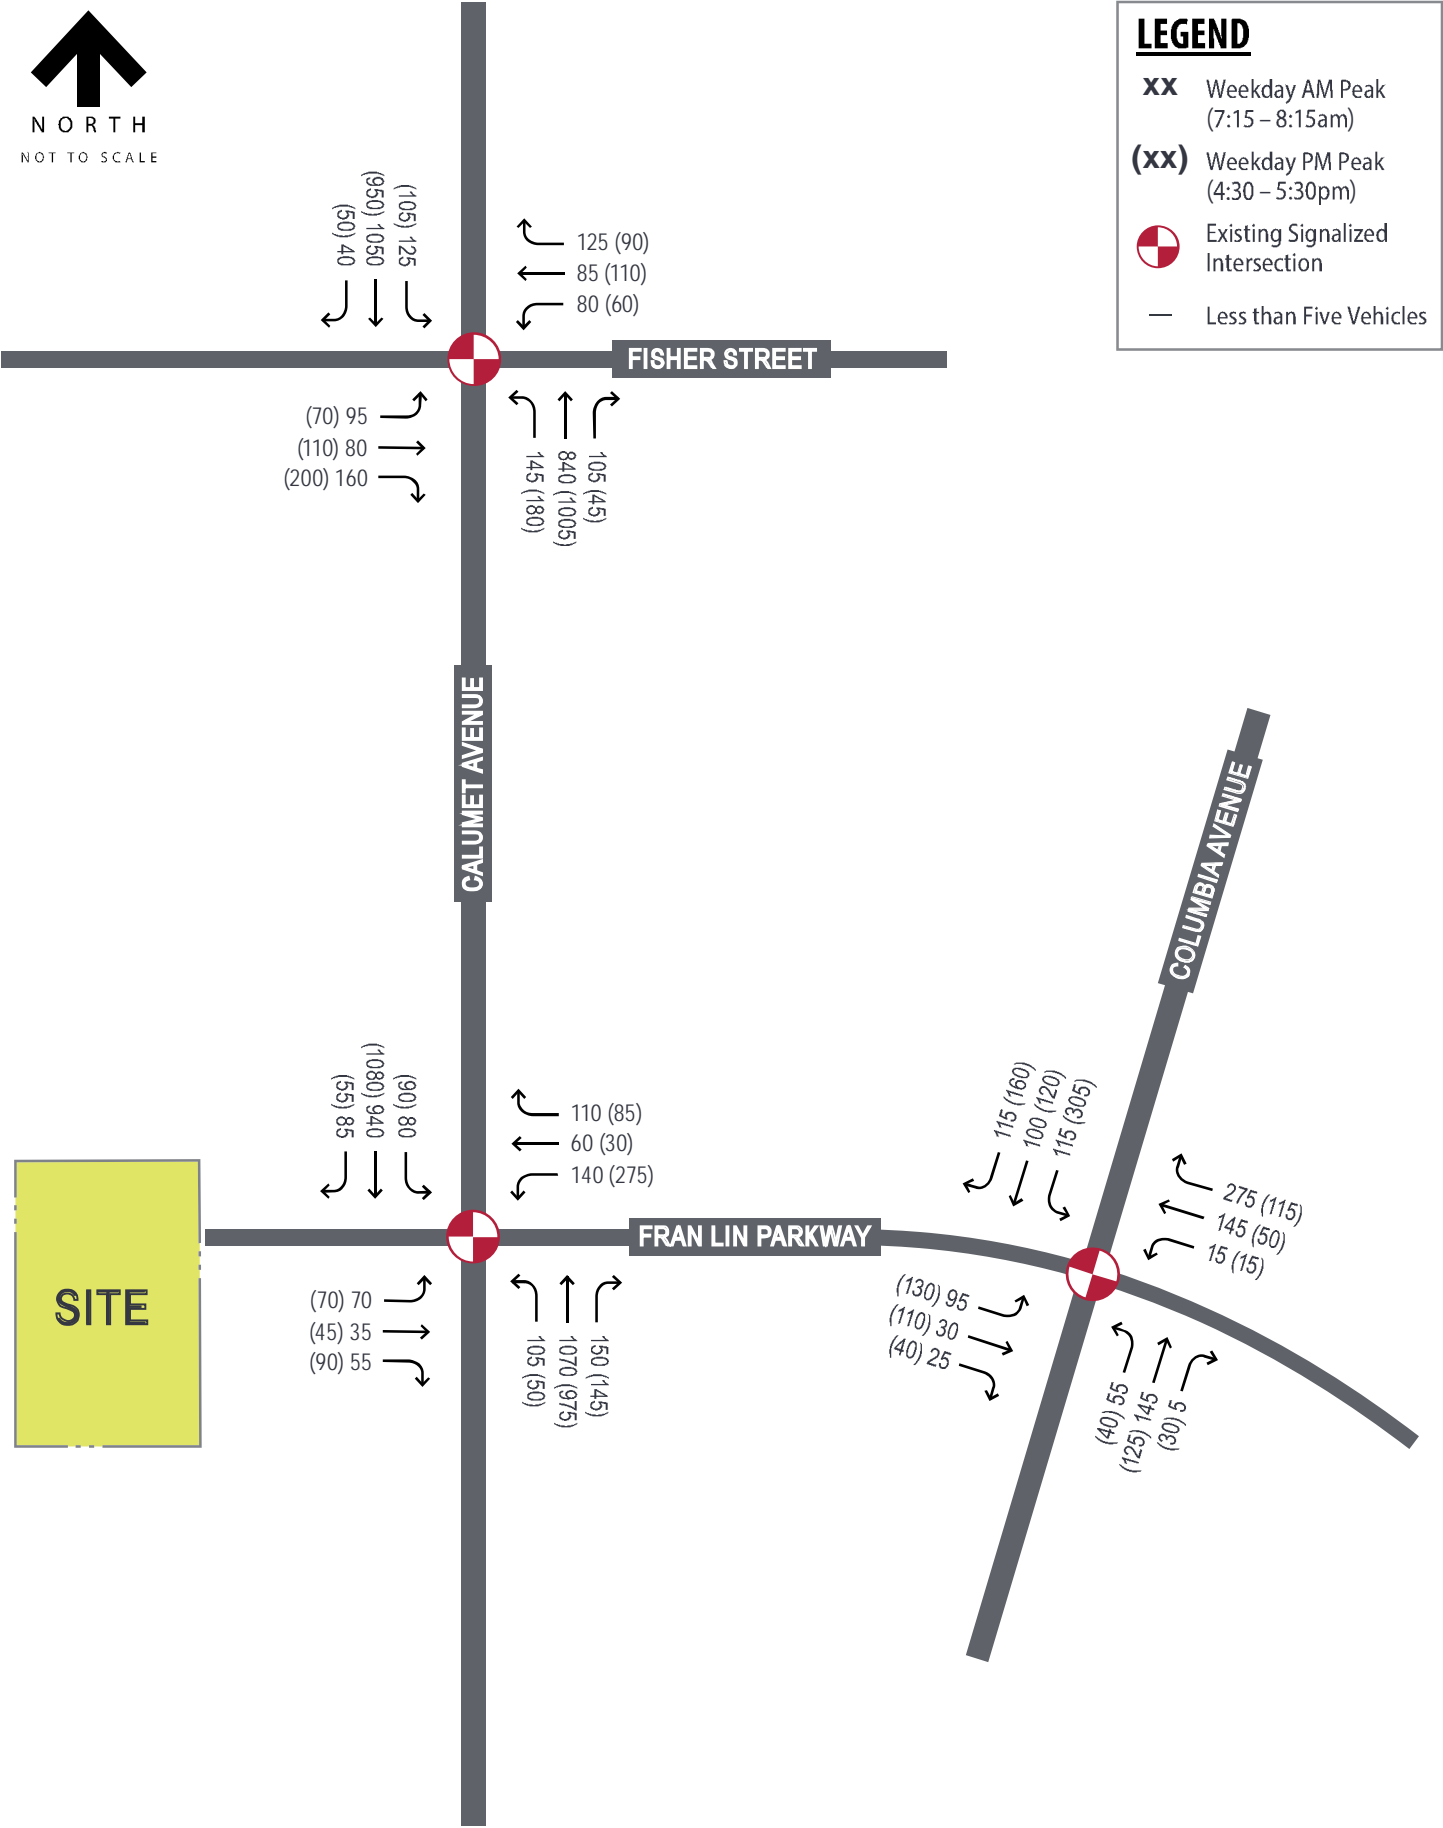 NORTH
NOT TO SCALE
LEGEND
xx Weekday AM Peak
(7:15 – 8:15am)
(xx) Weekday PM Peak
(4:30 – 5:30pm)
Existing Signalized
Intersection
— Less than Five Vehicles
(50) 40
(950) 1050
(105) 125
125 (90)
85 (110)
80 (60)
FISHER STREET
(70) 95
(110) 80
(200) 160
145 (180)
840 (1005)
105 (45)
CALUMET AVENUE
COLUMBIA AVENUE
(55) 85
(1080) 940
(90) 80
110 (85)
60 (30)
140 (275)
115 (160)
100 (120)
115 (305)
275 (115)
145 (50)
15 (15)
FRAN LIN PARKWAY
SITE
(70) 70
(45) 35
(90) 55
105 (50)
1070 (975)
150 (145)
(130) 95
(110) 30
(40) 25
(40) 55
(125) 145
(30) 5